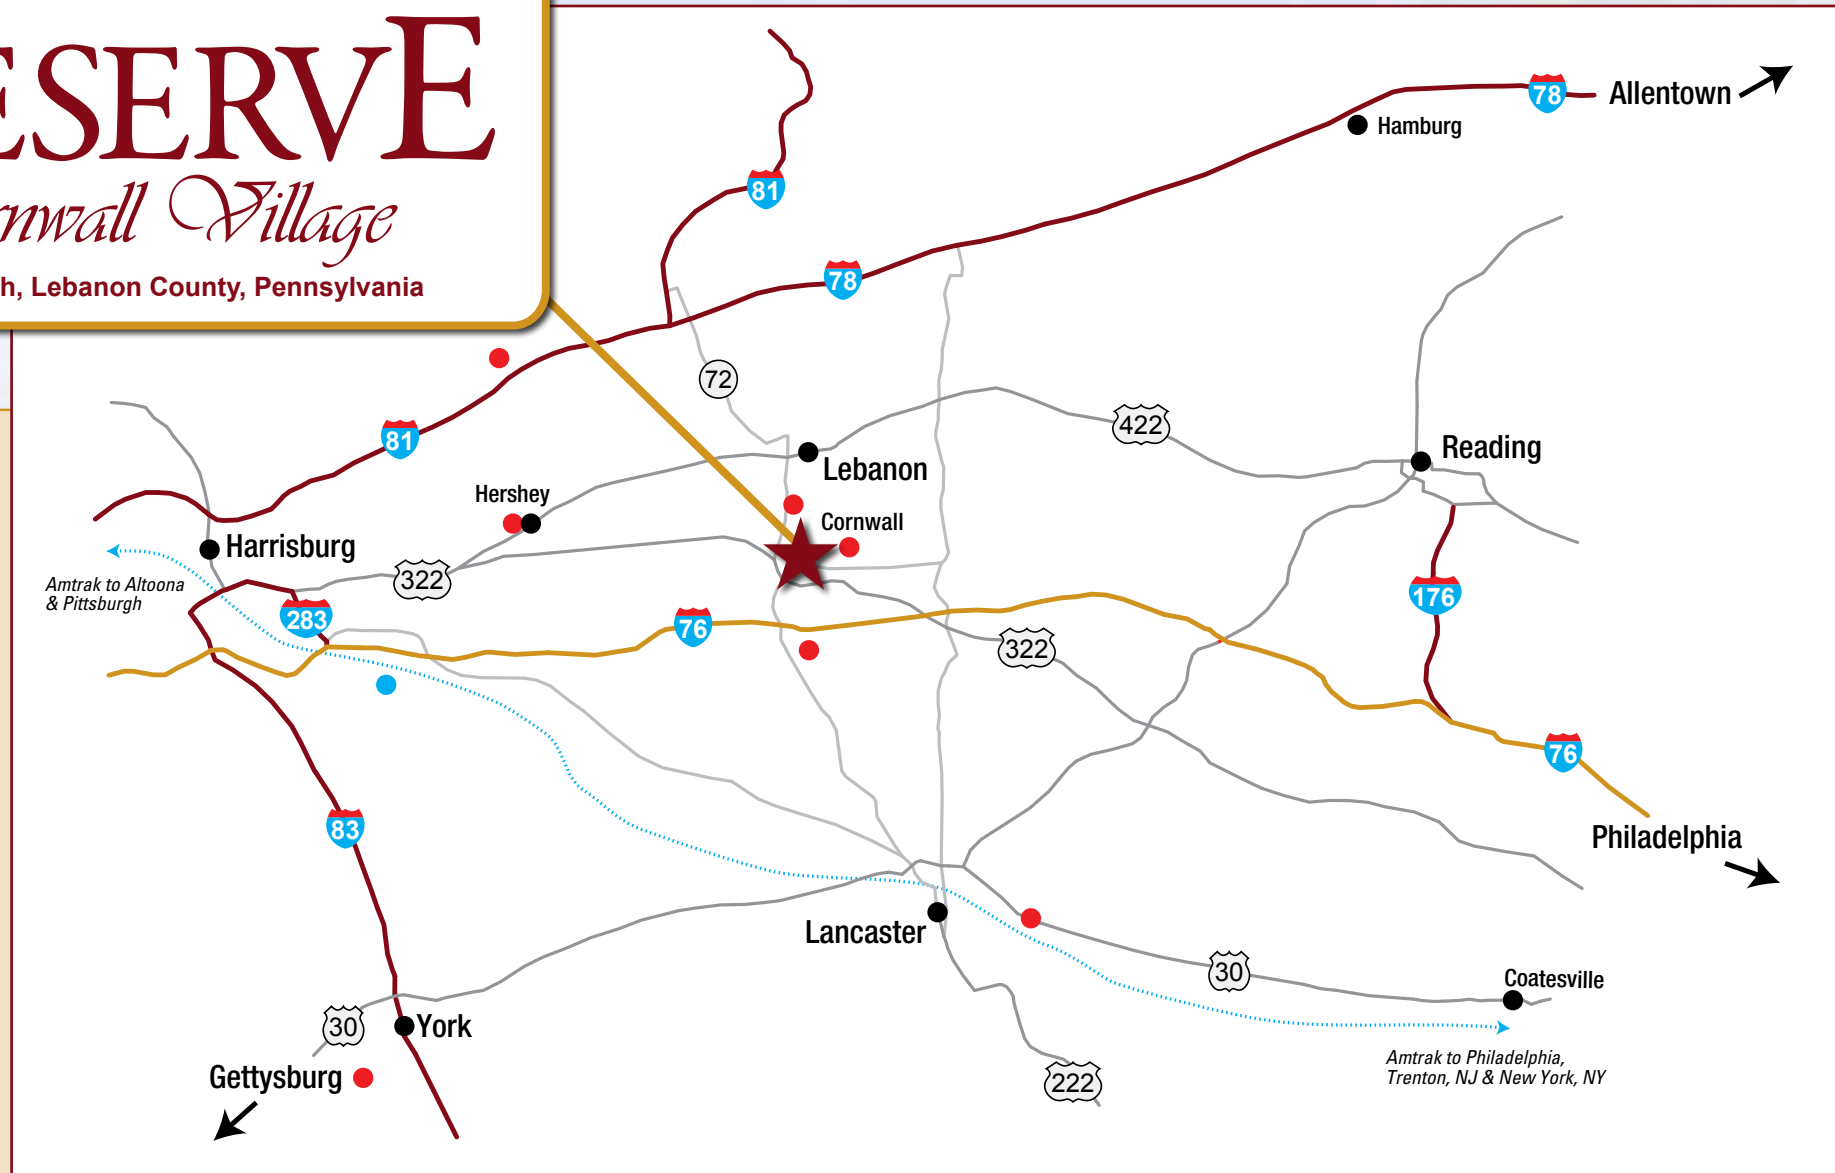 ESERVE
rnwall Village
h, Lebanon County, Pennsylvania
78
Allentown
Hamburg
81
78
72
422
81
Reading
Lebanon
Hershey
Cornwall
Harrisburg
322
Amtrak to Altoona
& Pittsburgh
176
283
76
322
76
83
Philadelphia
Lancaster
30
Coatesville
30
York
Amtrak to Philadelphia,
Trenton, NJ & New York, NY
Gettysburg
222